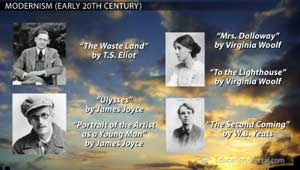 MODERNISM (EARLY 20TH CENTURY)
"The Waste Land"
by T.S. Eliot
"Mrs. Dalloway"
by Virginia Woolf
"To the Lighthouse"
by Virginia Woolf
"Ulysses"
by James Joyce
"Portrait of the Artist
as a Young Man"
by James Joyce
"The Second Coming"
by W.B. Yeats